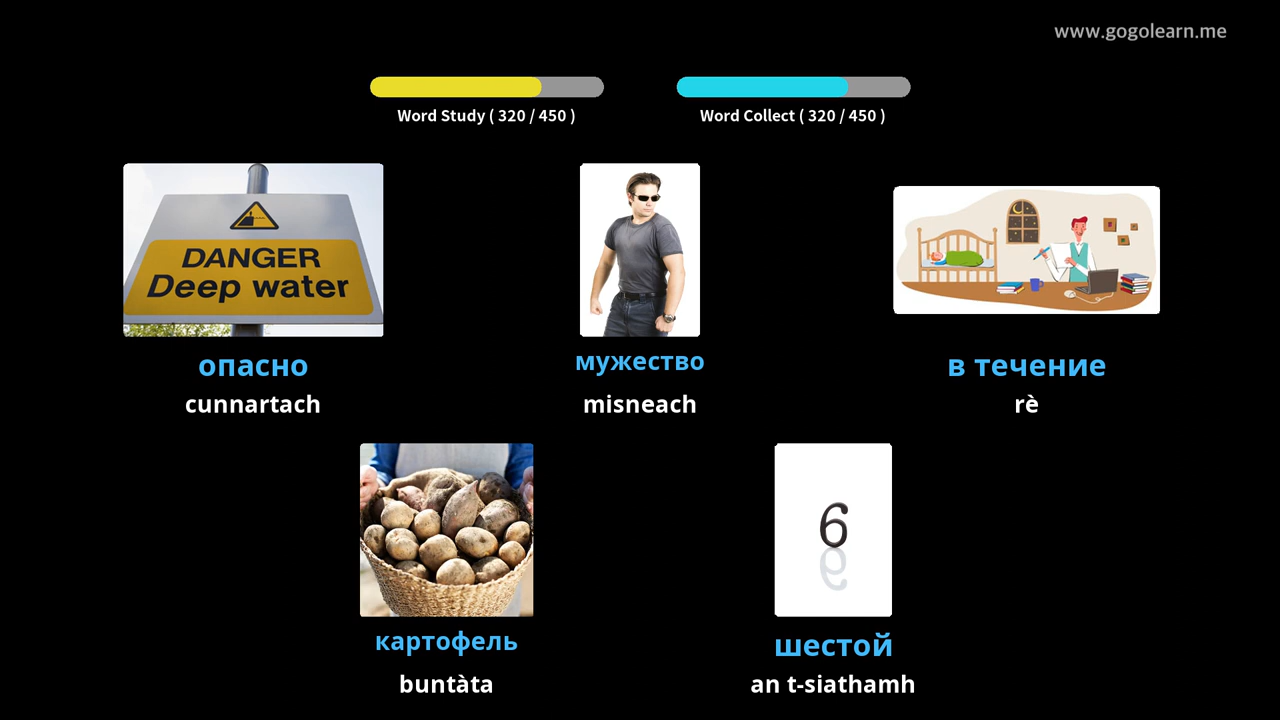 www.gogolearn.me
Word Study ( 320 / 450 )
Word Collect ( 320 / 450 )
DANGER
Deep water
опасно
cunnartach
мужество
misneach
в течение
rè
6
картофель
buntàta
шестой
an t-siathamh